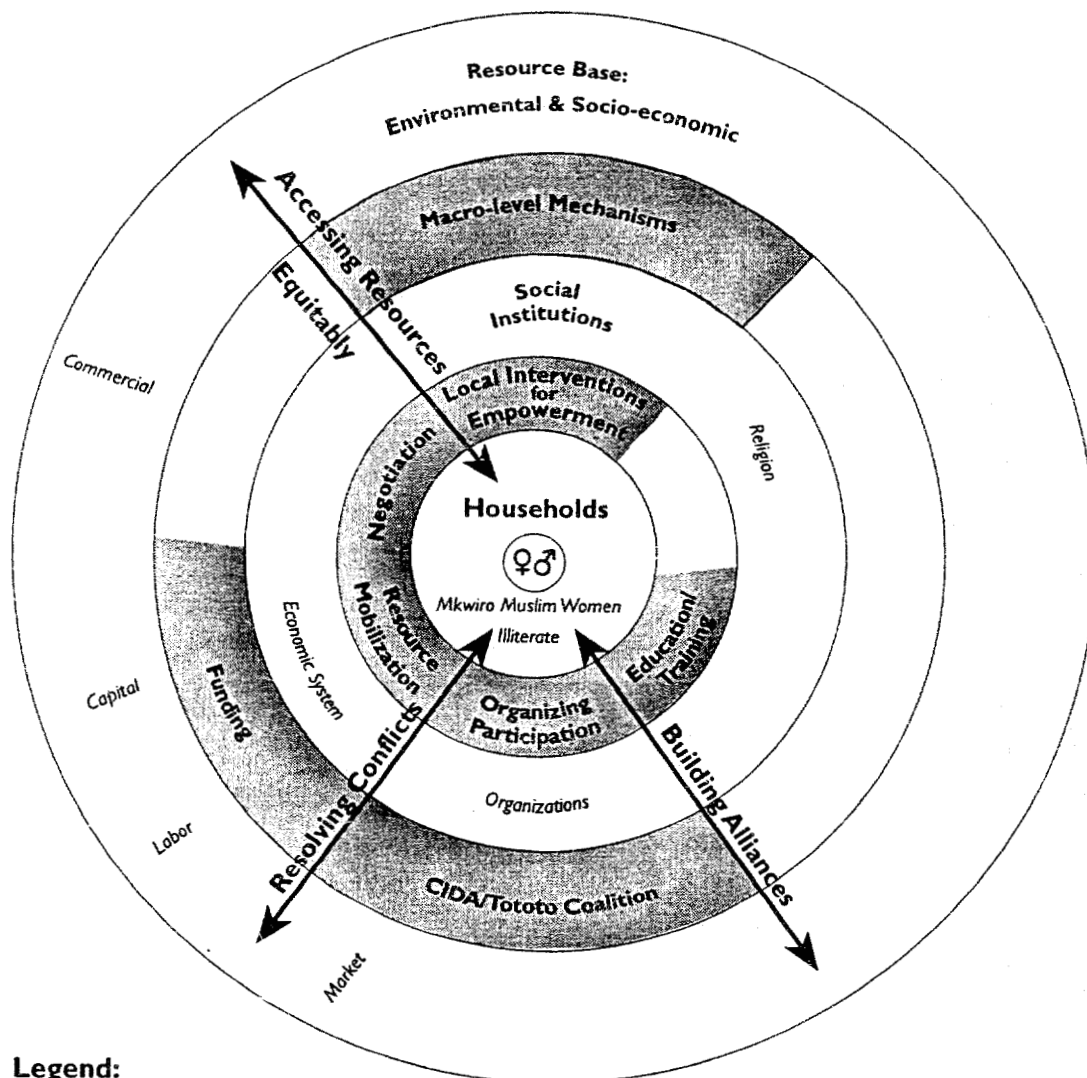 Resource Base:
Environmental & Socio-economic
Macro-level Mechanisms
Accessing Resources
Equitably
Social
Institutions
Local Interventions
for
Empowerment
Commercial
Religion
Negotiation
Households
♀♂
Mkwiro Muslim Women
Illiterate
Resource
Mobilization
Economic System
Education/
Training
Funding
Capital
Organizing
Participation
Resolving Conflicts
Building Alliances
Organizations
Labor
CIDA/Tototo Coalition
Market
Legend: